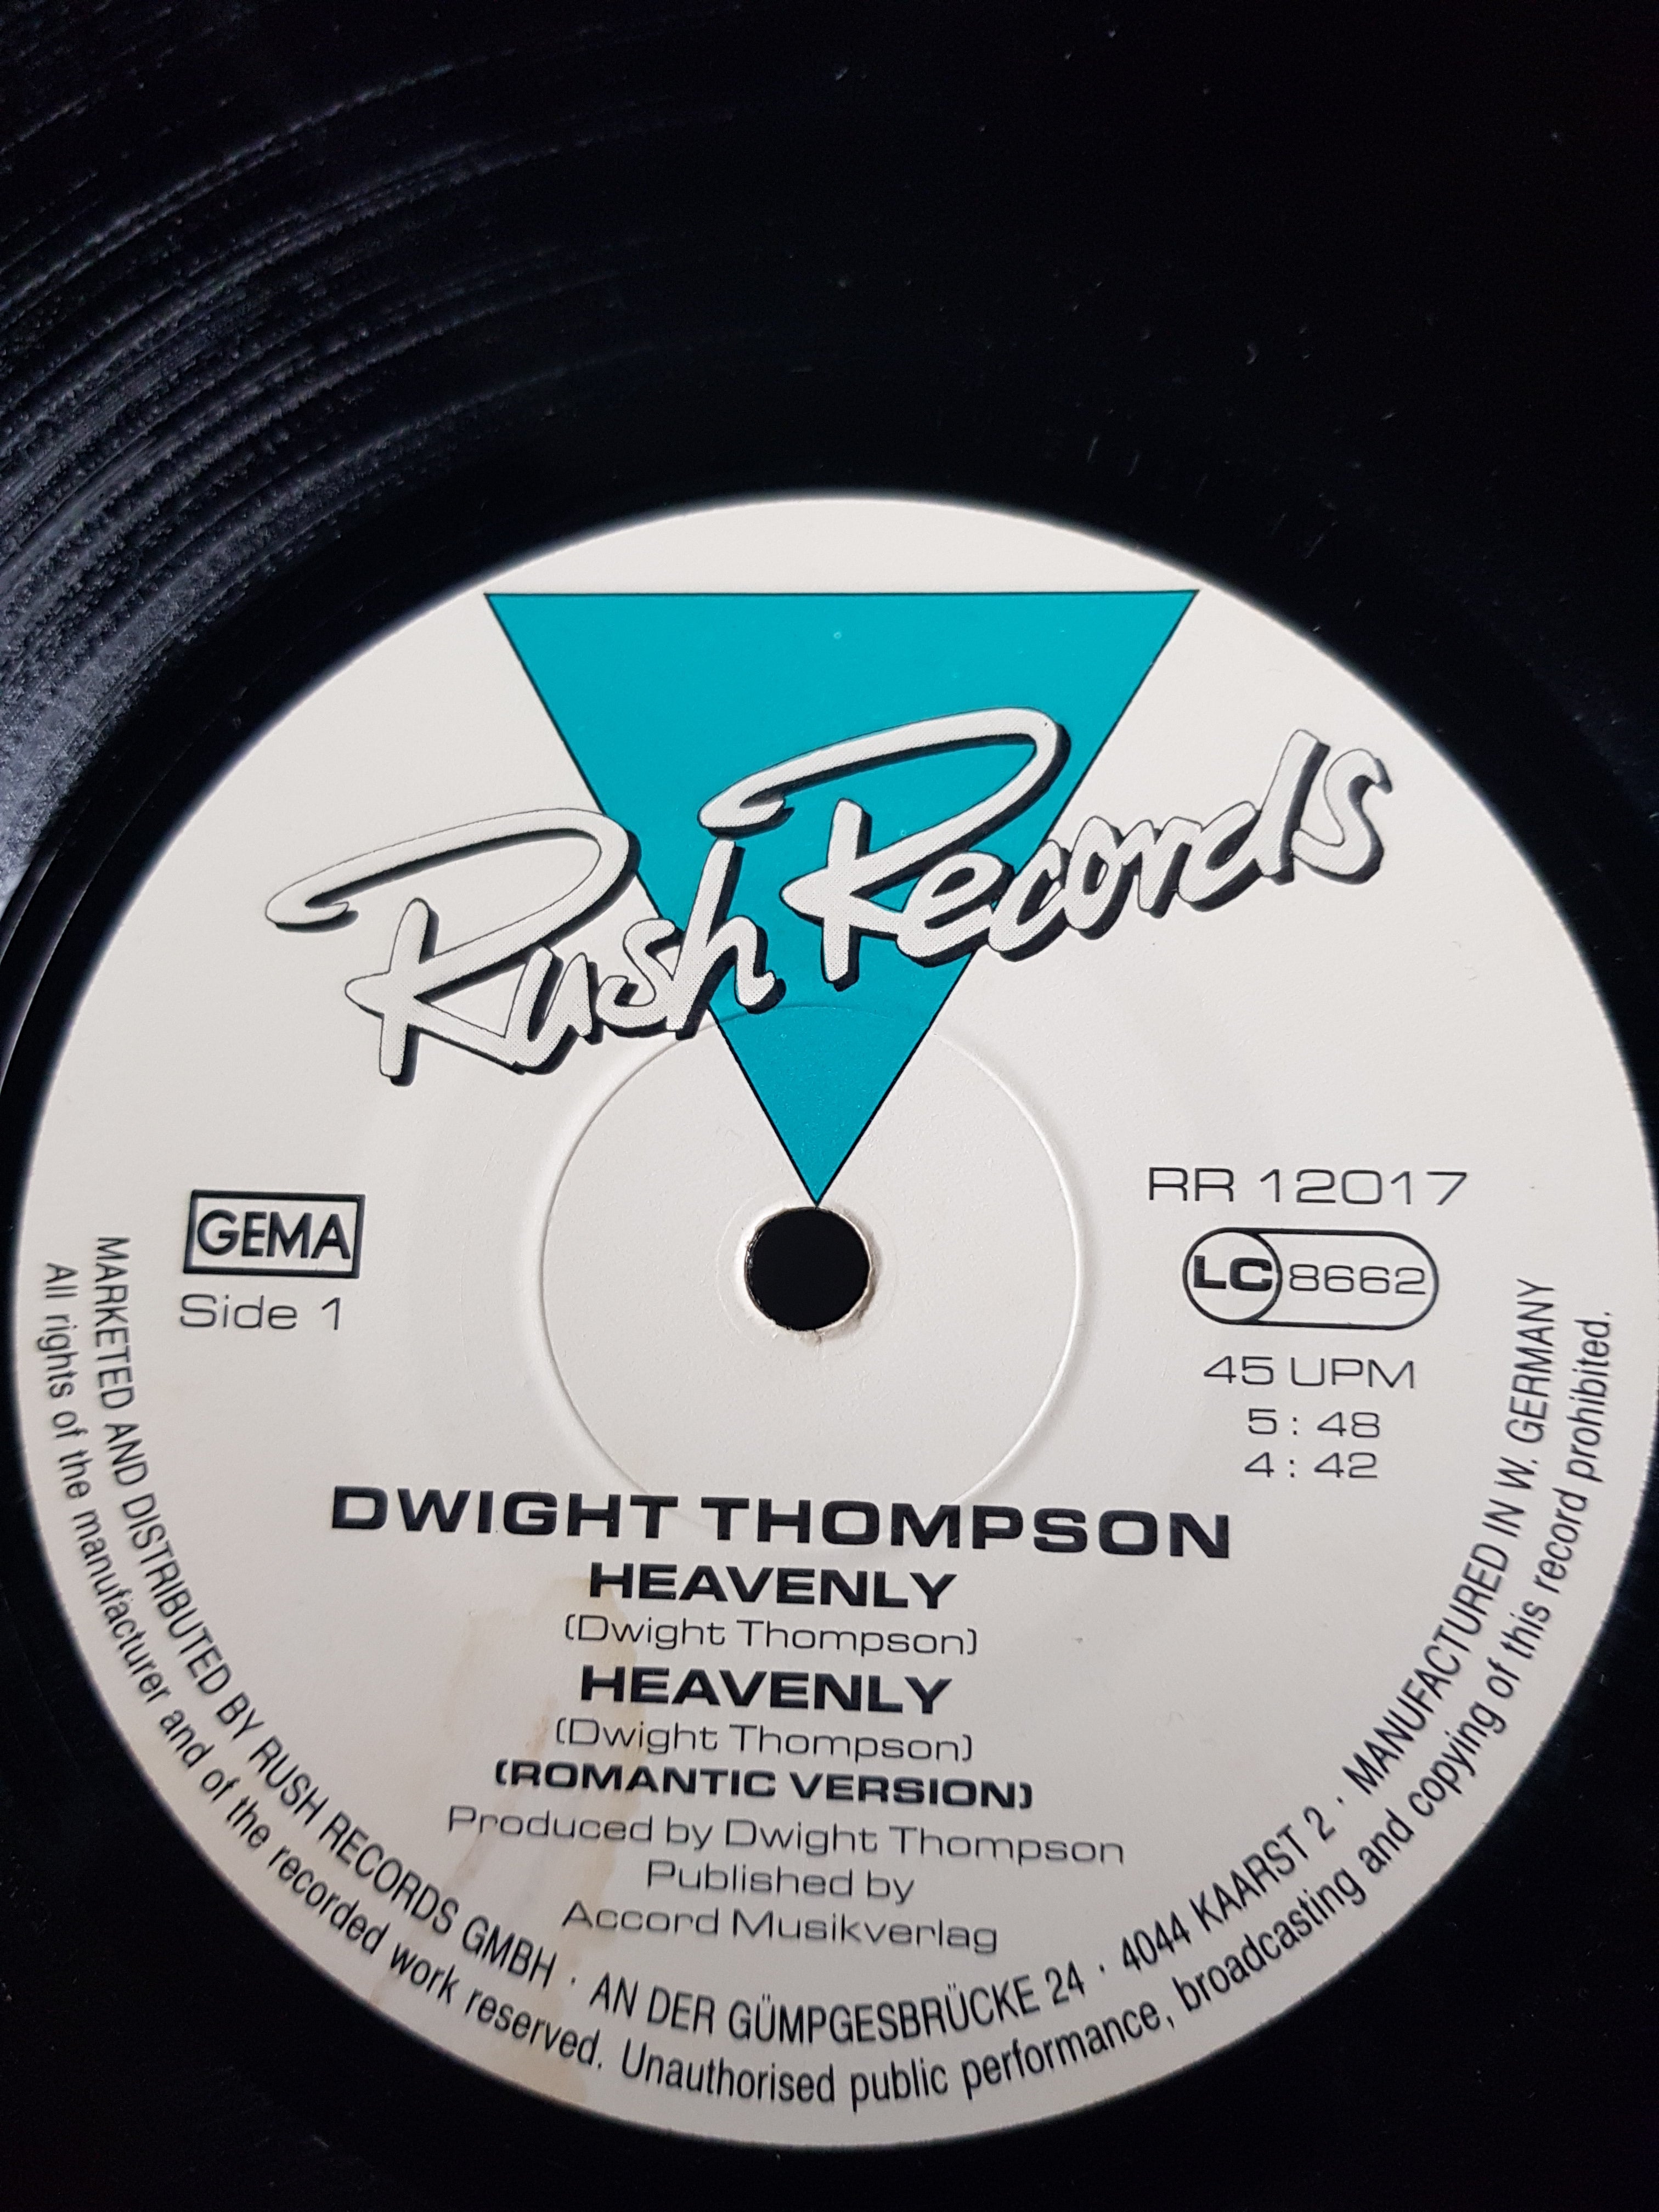 Rush Records
GEMA
Side 1
RR 12017
LC 8662
45 UPM
5 : 48
4 : 42
DWIGHT THOMPSON
HEAVENLY
(Dwight Thompson)
HEAVENLY
(Dwight Thompson)
(ROMANTIC VERSION)
Produced by Dwight Thompson
Published by
Accord Musikverlag
MARKETED AND DISTRIBUTED BY RUSH RECORDS GMBH · AN DER GÜMPGESBRÜCKE 24 · 4044 KAARST 2 · MANUFACTURED IN W. GERMANY
All rights of the manufacturer and of the recorded work reserved. Unauthorised public performance, broadcasting and copying of this record prohibited.